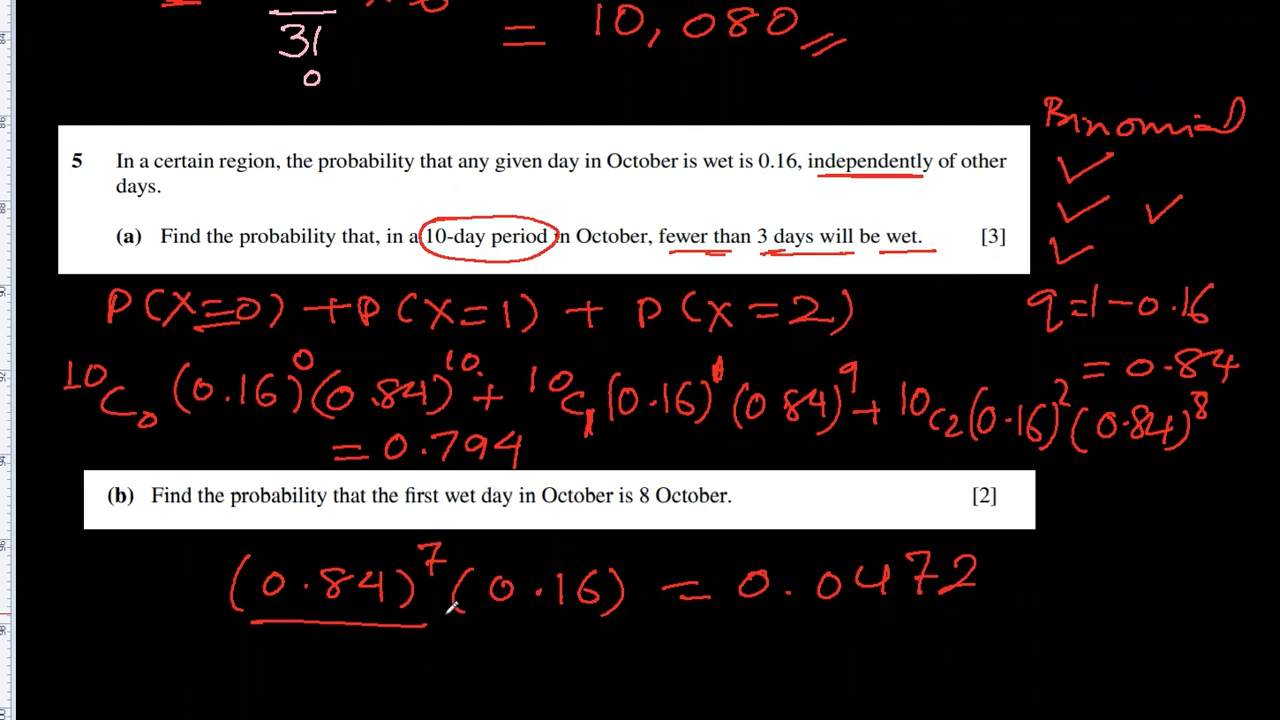 31 = 10,080
0
Binomial
5 In a certain region, the probability that any given day in October is wet is 0.16, independently of other
days.
(a) Find the probability that, in a 10-day period in October, fewer than 3 days will be wet. [3]
P(X=0) + P(X=1) + P(X=2) q=1-0.16
= 0.84
¹⁰C₀ (0.16)⁰(0.84)¹⁰ + ¹⁰C₁(0.16)¹(0.84)⁹ + ¹⁰C₂(0.16)²(0.84)⁸
= 0.794
(b) Find the probability that the first wet day in October is 8 October. [2]
(0.84)⁷(0.16) = 0.0472